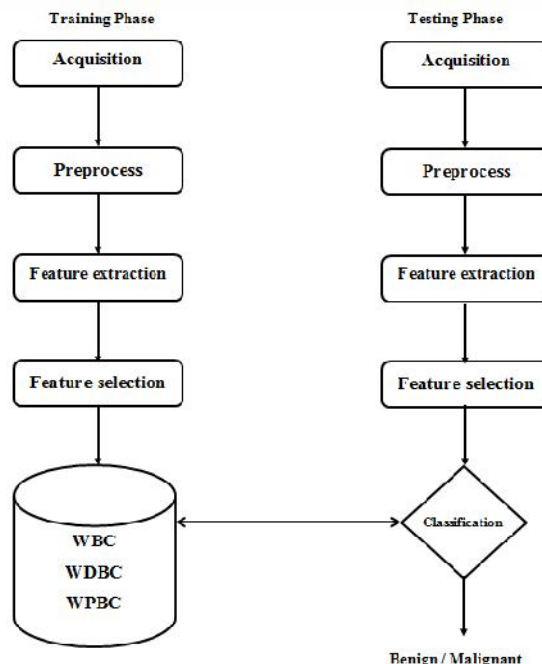 Training Phase
Acquisition
Preprocess
Feature extraction
Feature selection
WBC
WDBC
WPBC
Testing Phase
Acquisition
Preprocess
Feature extraction
Feature selection
Classification
Benign / Malignant